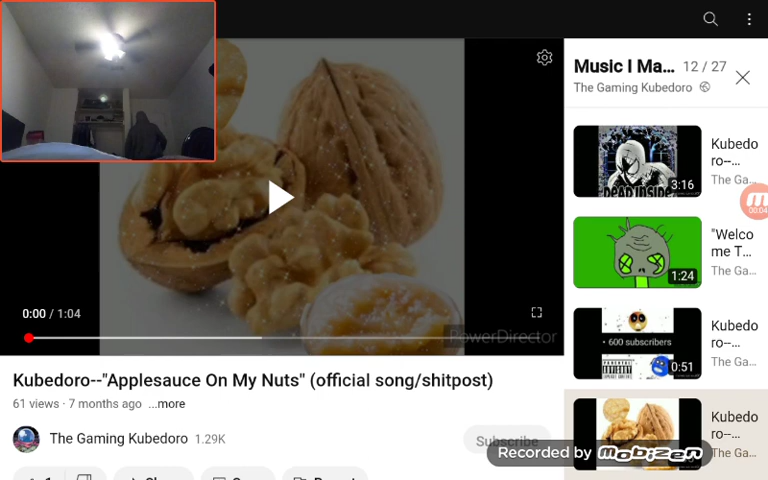 Music I Ma... 12 / 27
The Gaming Kubedoro
DEAD INSIDE
3:16
Kubedo
ro--...
The Ga...
00:04
"Welco
me T...
The Ga...
1:24
• 600 subscribers
0:51
Kubedo
ro--...
The Ga...
Kubedo
ro--...
The Ga...
0:00 / 1:04
PowerDirector
Kubedoro--"Applesauce On My Nuts" (official song/shitpost)
61 views · 7 months ago ...more
The Gaming Kubedoro 1.29K
Subscribe
Recorded by mobizen